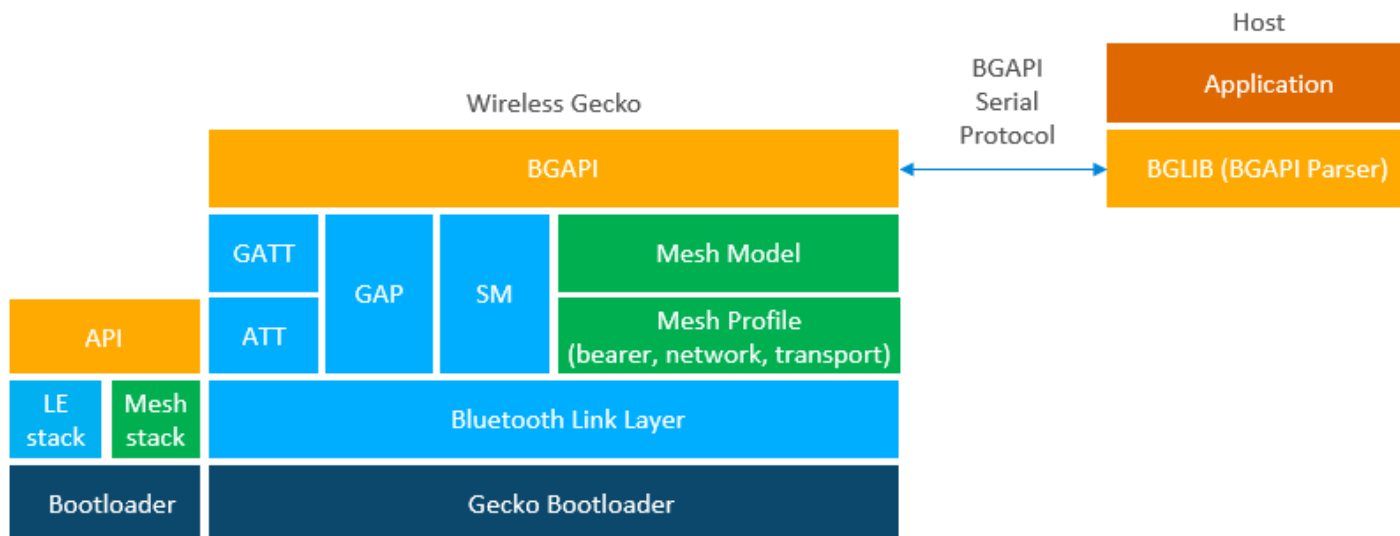 Host
Application
BGAPI
Serial
Protocol
BGLIB (BGAPI Parser)
Wireless Gecko
BGAPI
GATT
GAP
SM
Mesh Model
ATT
Mesh Profile
(bearer, network, transport)
API
LE
stack
Mesh
stack
Bluetooth Link Layer
Bootloader
Gecko Bootloader